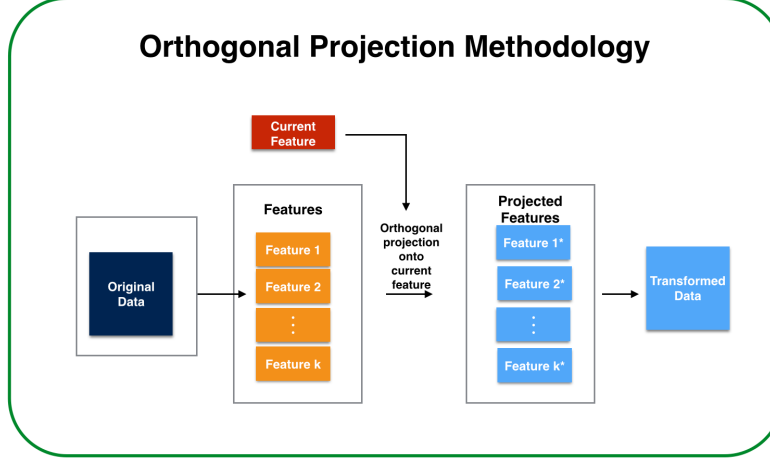 Orthogonal Projection Methodology
Current
Feature
Original
Data
Features
Feature 1
Feature 2
⋮
Feature k
Orthogonal
projection
onto
current
feature
Projected
Features
Feature 1*
Feature 2*
⋮
Feature k*
Transformed
Data